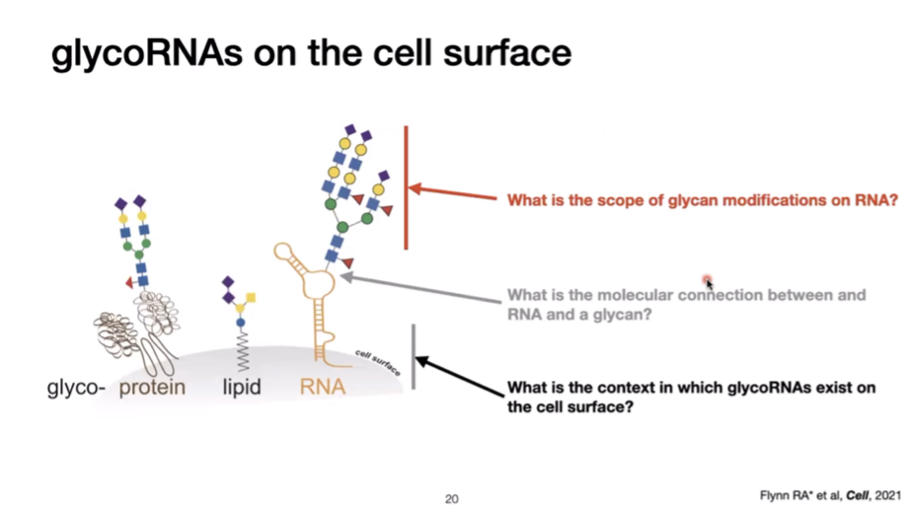 glycoRNAs on the cell surface
What is the scope of glycan modifications on RNA?
What is the molecular connection between and
RNA and a glycan?
cell surface
glyco- protein lipid RNA
What is the context in which glycoRNAs exist on
the cell surface?
20
Flynn RA* et al, Cell, 2021